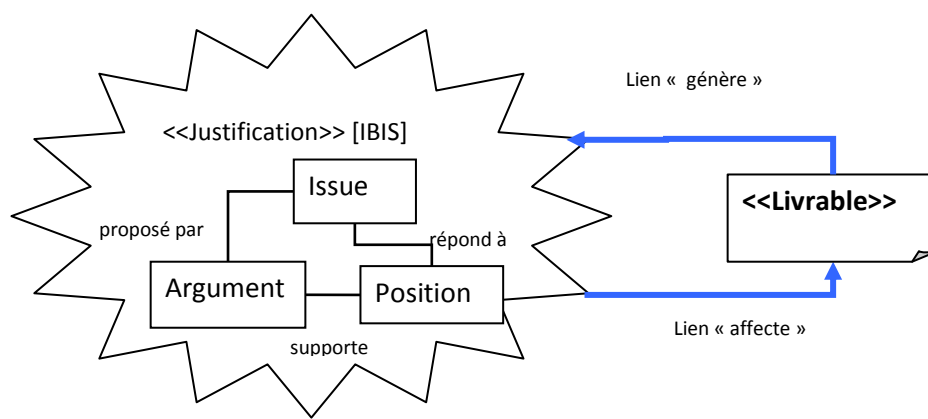 Lien « génère »
<<Justification>> [IBIS]
Issue
<<Livrable>>
proposé par
répond à
Argument
Position
Lien « affecte »
supporte